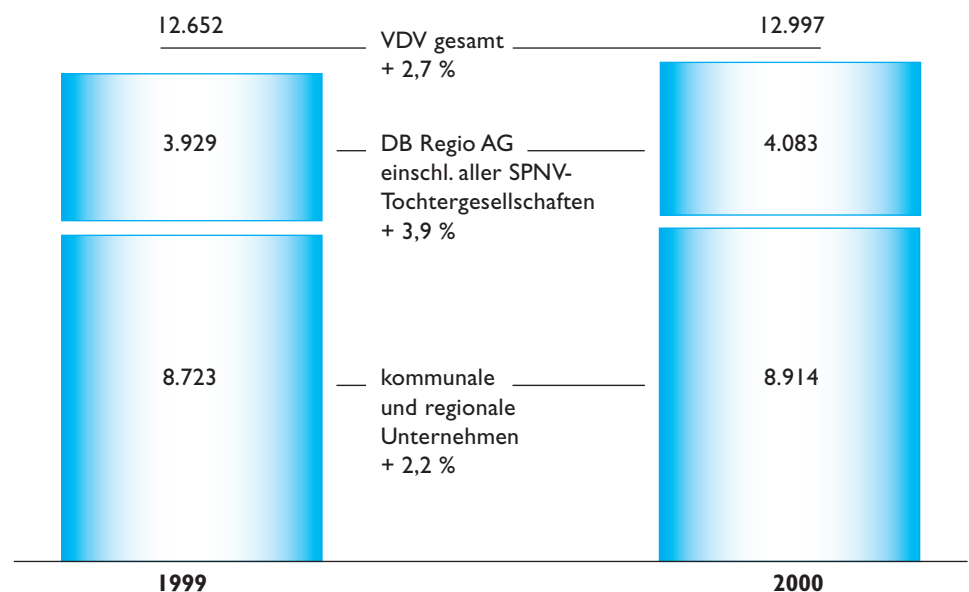 12.652
VDV gesamt
+ 2,7 %
12.997
3.929
DB Regio AG
einschl. aller SPNV-
Tochtergesellschaften
+ 3,9 %
4.083
8.723
kommunale
und regionale
Unternehmen
+ 2,2 %
8.914
1999
2000